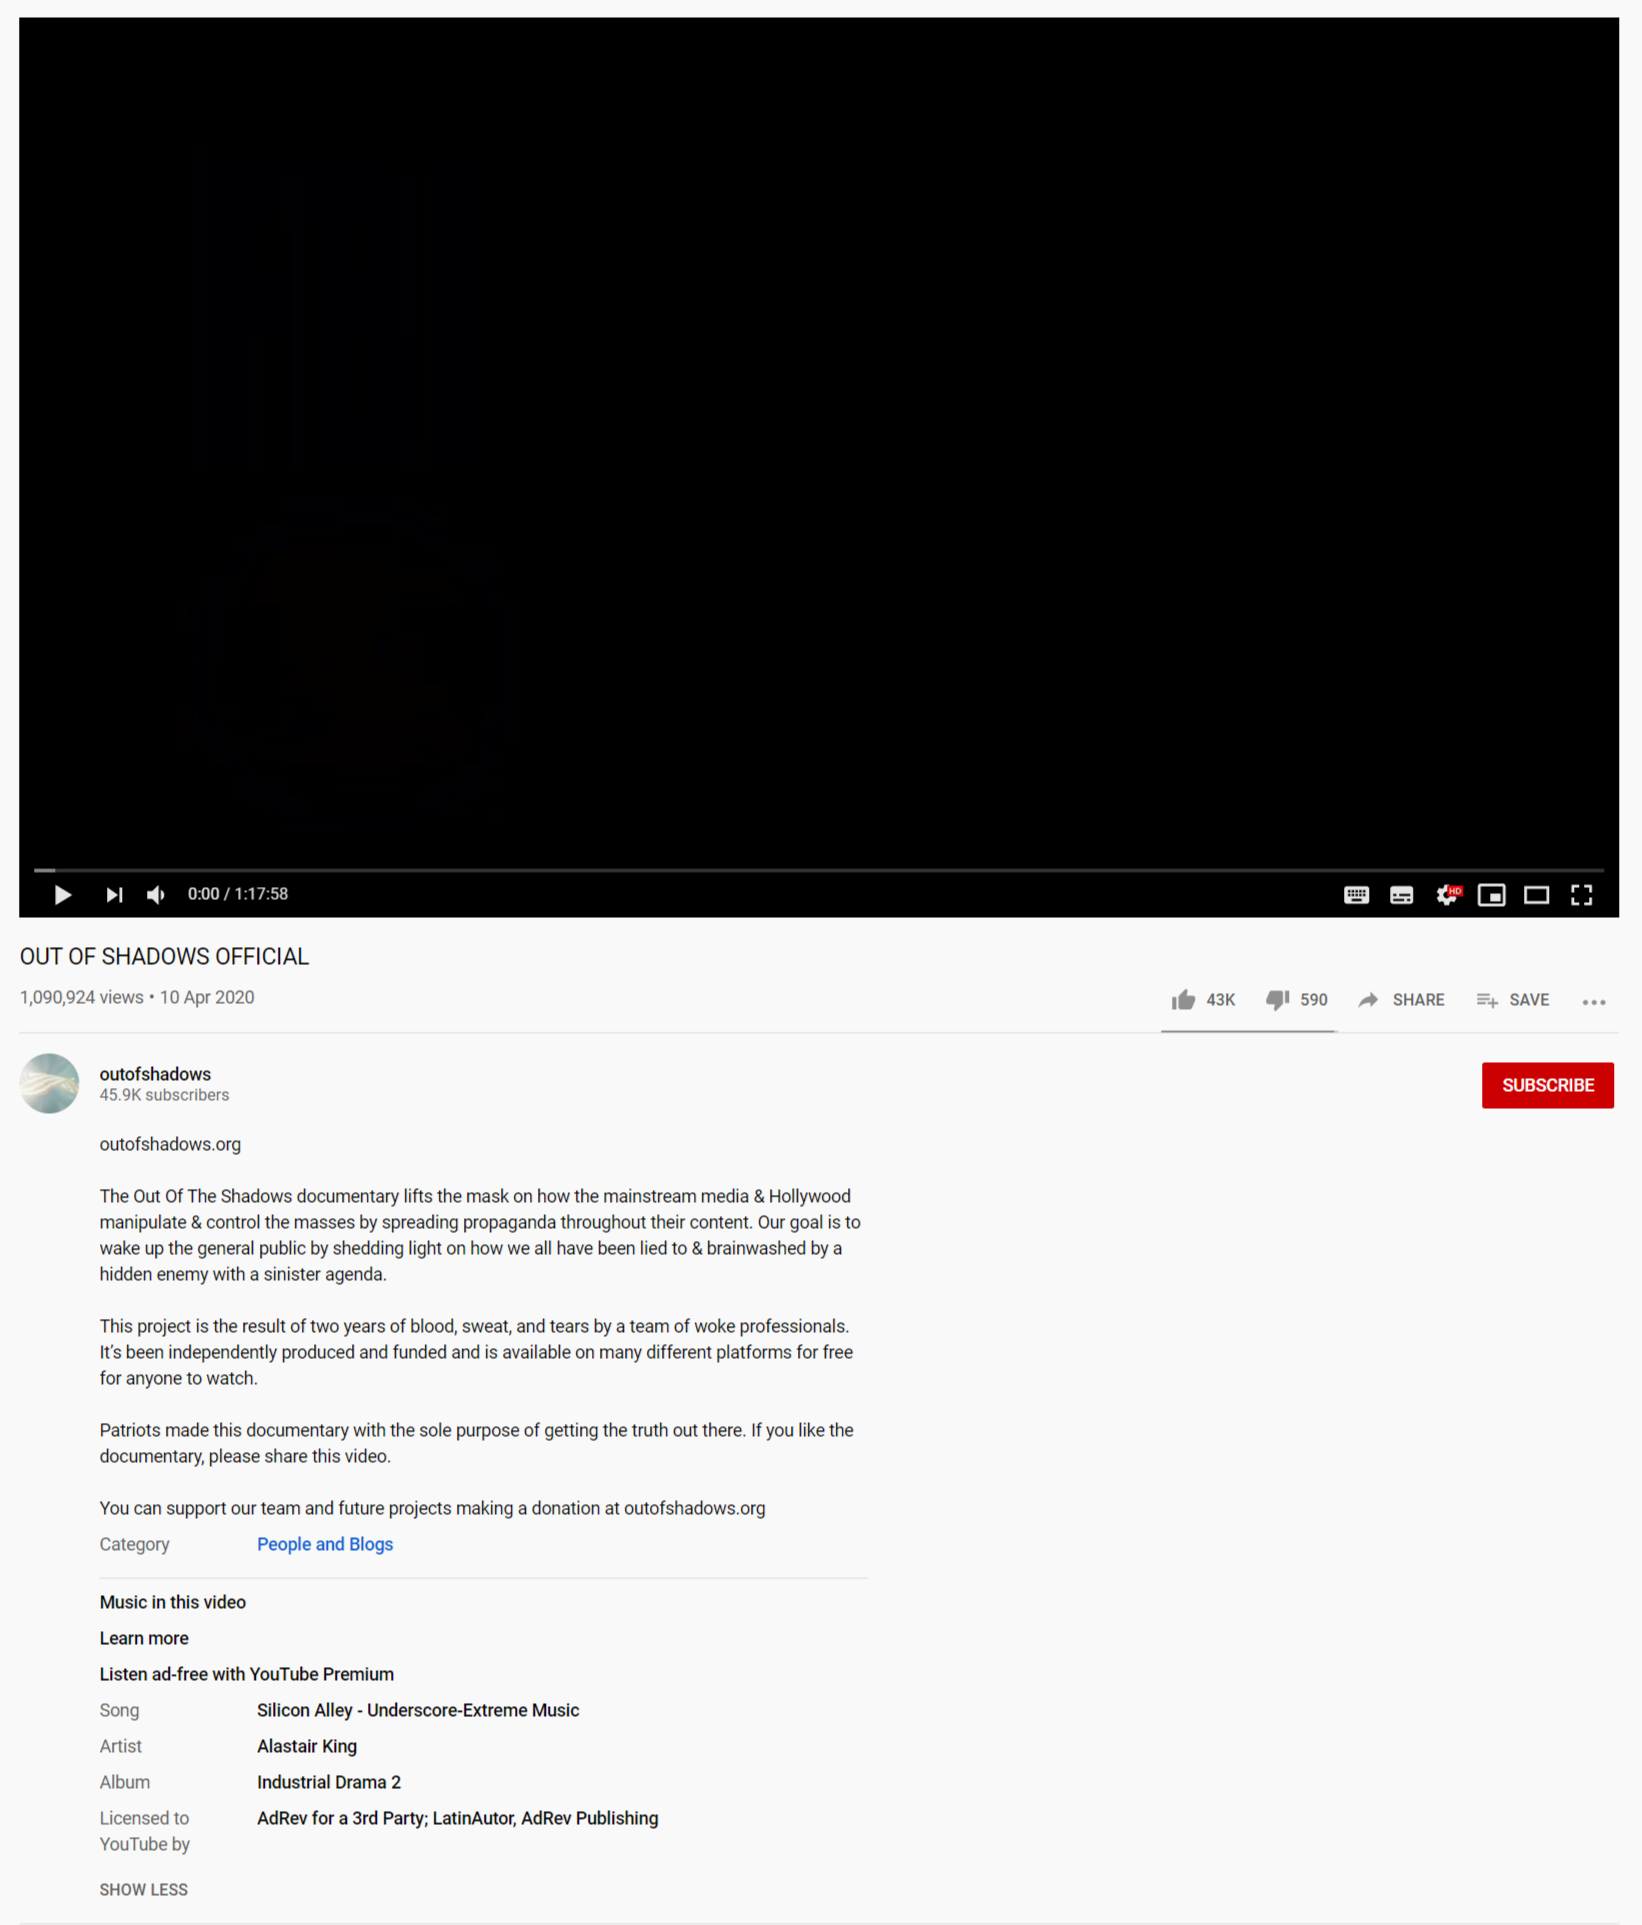 0:00 / 1:17:58
HD
OUT OF SHADOWS OFFICIAL
1,090,924 views • 10 Apr 2020
43K
590
SHARE
SAVE
outofshadows
45.9K subscribers
SUBSCRIBE
outofshadows.org
The Out Of The Shadows documentary lifts the mask on how the mainstream media & Hollywood
manipulate & control the masses by spreading propaganda throughout their content. Our goal is to
wake up the general public by shedding light on how we all have been lied to & brainwashed by a
hidden enemy with a sinister agenda.
This project is the result of two years of blood, sweat, and tears by a team of woke professionals.
It’s been independently produced and funded and is available on many different platforms for free
for anyone to watch.
Patriots made this documentary with the sole purpose of getting the truth out there. If you like the
documentary, please share this video.
You can support our team and future projects making a donation at outofshadows.org
Category People and Blogs
Music in this video
Learn more
Listen ad-free with YouTube Premium
Song Silicon Alley - Underscore-Extreme Music
Artist Alastair King
Album Industrial Drama 2
Licensed to AdRev for a 3rd Party; LatinAutor, AdRev Publishing
YouTube by
SHOW LESS